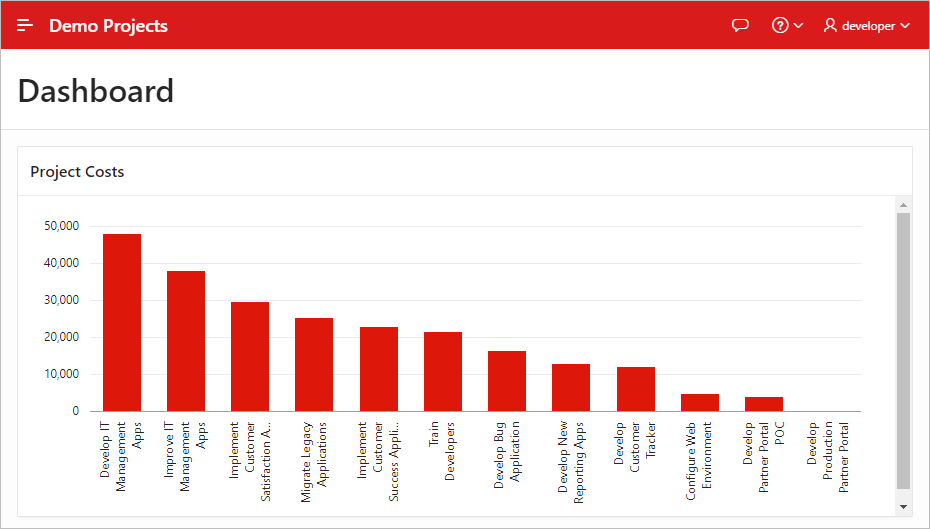 Demo Projects
developer
Dashboard
Project Costs
50,000
40,000
30,000
20,000
10,000
0
Develop IT
Management
Apps
Improve IT
Management
Apps
Implement
Customer
Satisfaction A...
Migrate Legacy
Applications
Implement
Customer
Success Appli...
Train
Developers
Develop Bug
Application
Develop New
Reporting Apps
Develop
Customer
Tracker
Configure Web
Environment
Develop
Partner Portal
POC
Develop
Production
Partner Portal